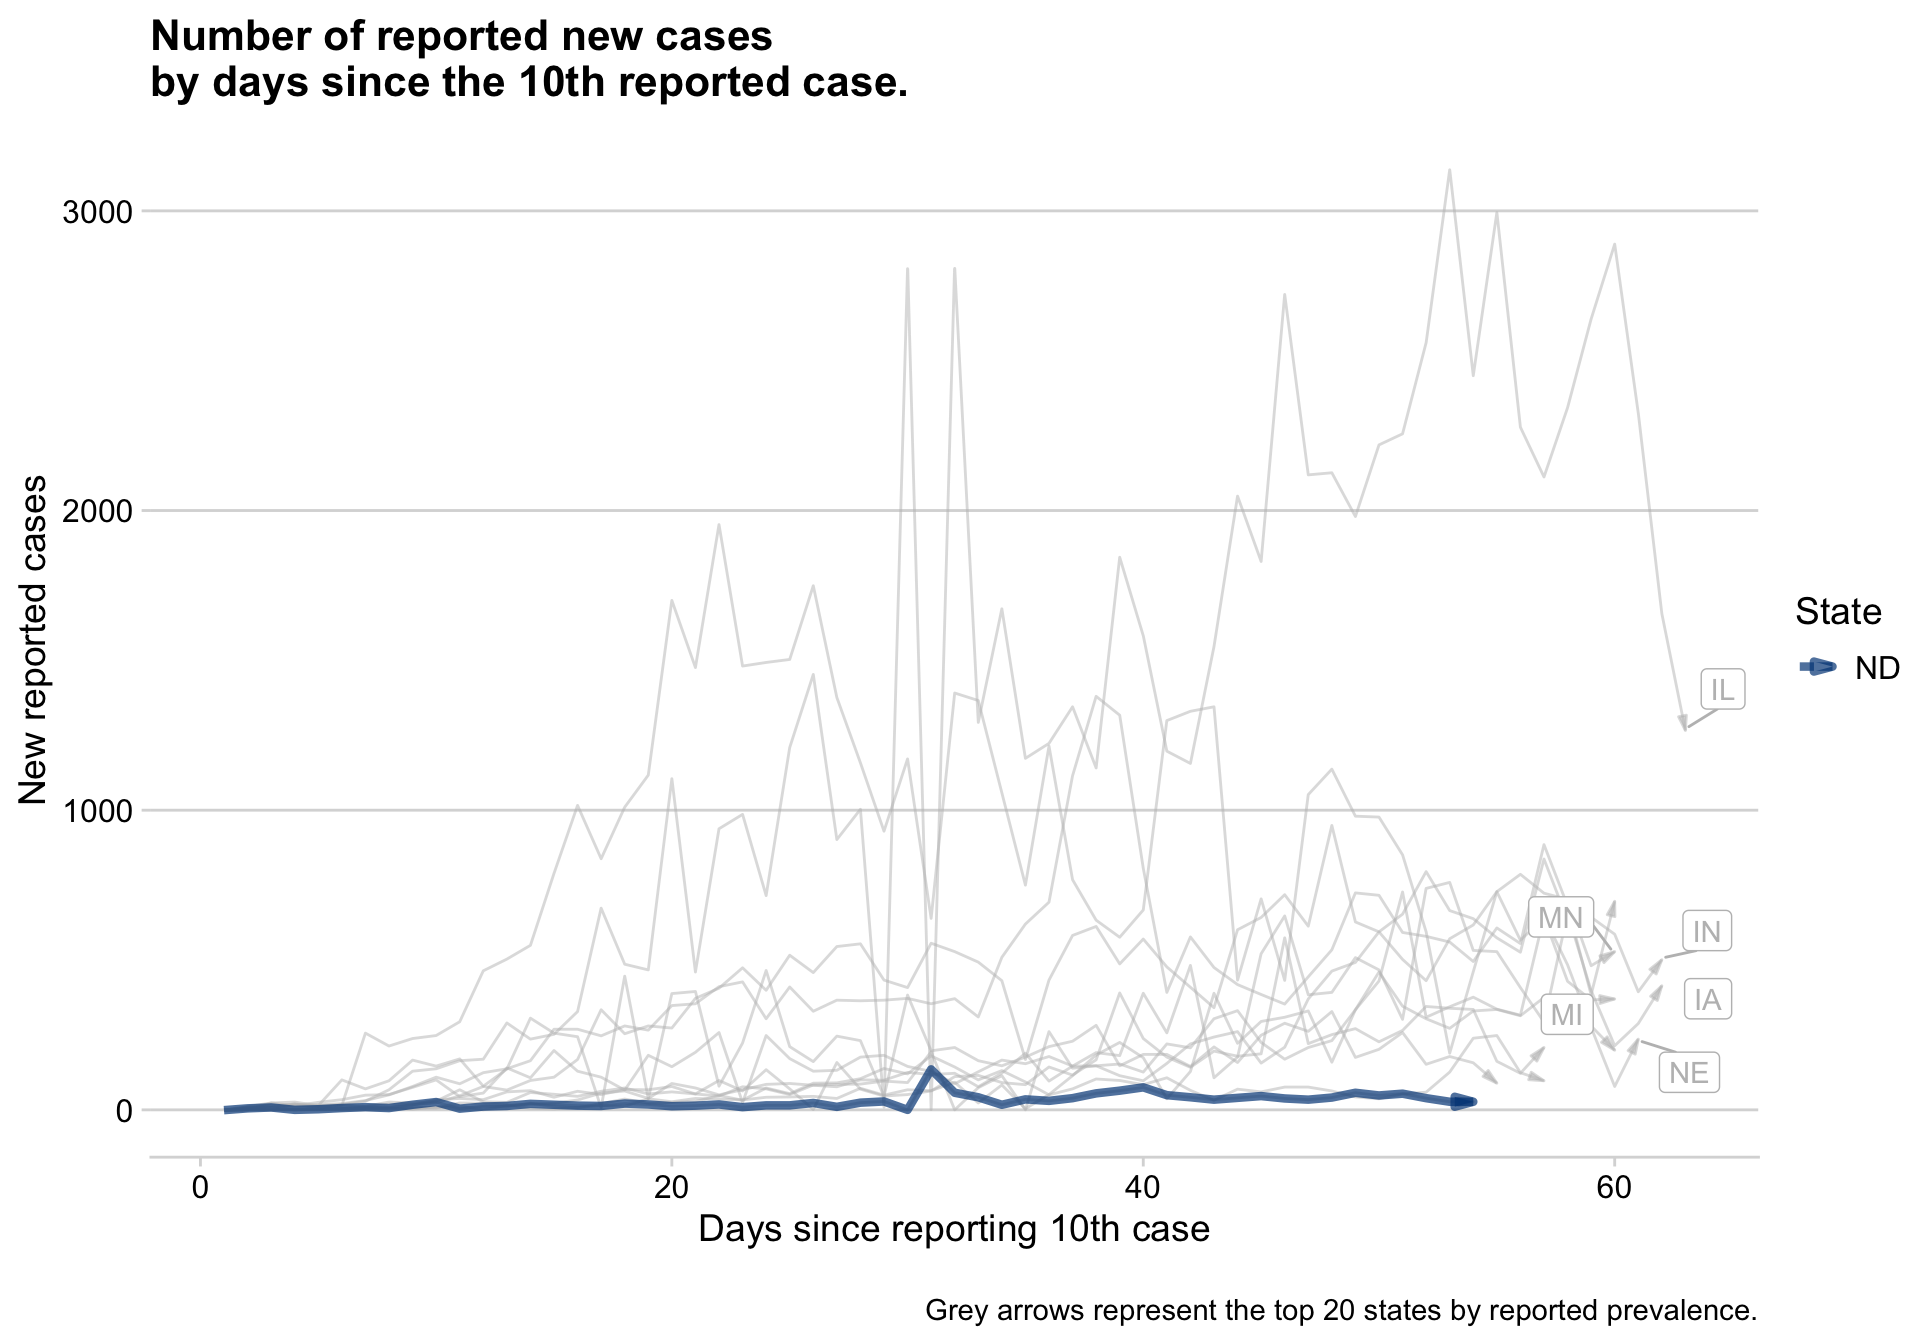 Number of reported new cases
by days since the 10th reported case.
New reported cases
3000
2000
1000
0
IL
MN
IN
MI
IA
NE
State
ND
0 20 40 60
Days since reporting 10th case
Grey arrows represent the top 20 states by reported prevalence.